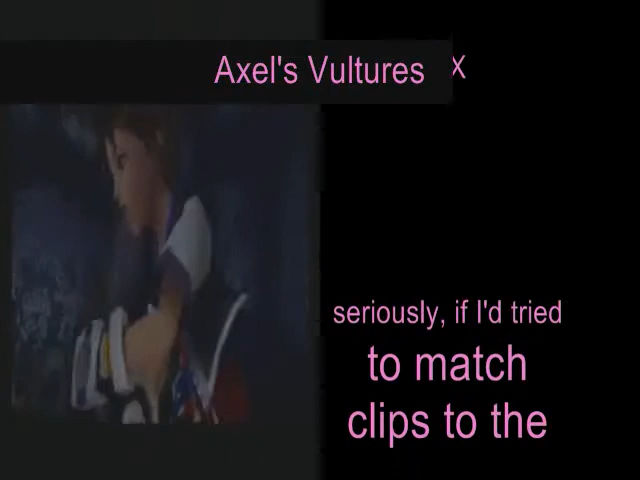 Axel's Vultures X
seriously, if I'd tried
to match
clips to the